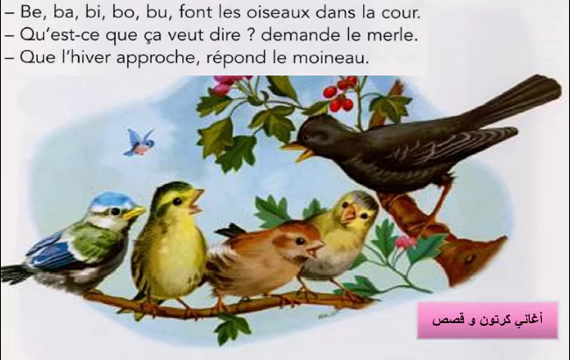 – Be, ba, bi, bo, bu, font les oiseaux dans la cour.
– Qu'est-ce que ça veut dire ? demande le merle.
– Que l'hiver approche, répond le moineau.
أغاني كرتون و قصص